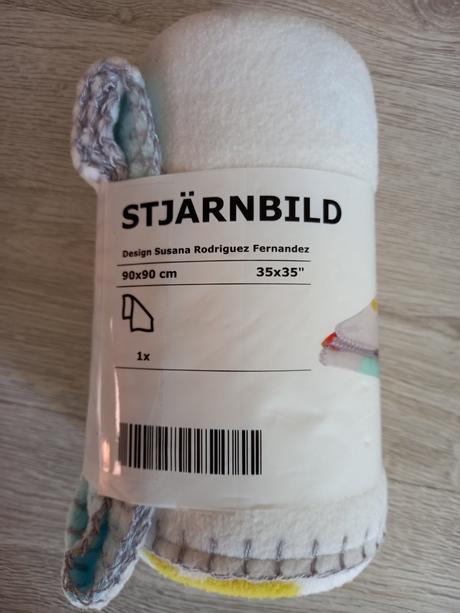 STJÄRNBILD
Design Susana Rodriguez Fernandez
90x90 cm 35x35"
1x